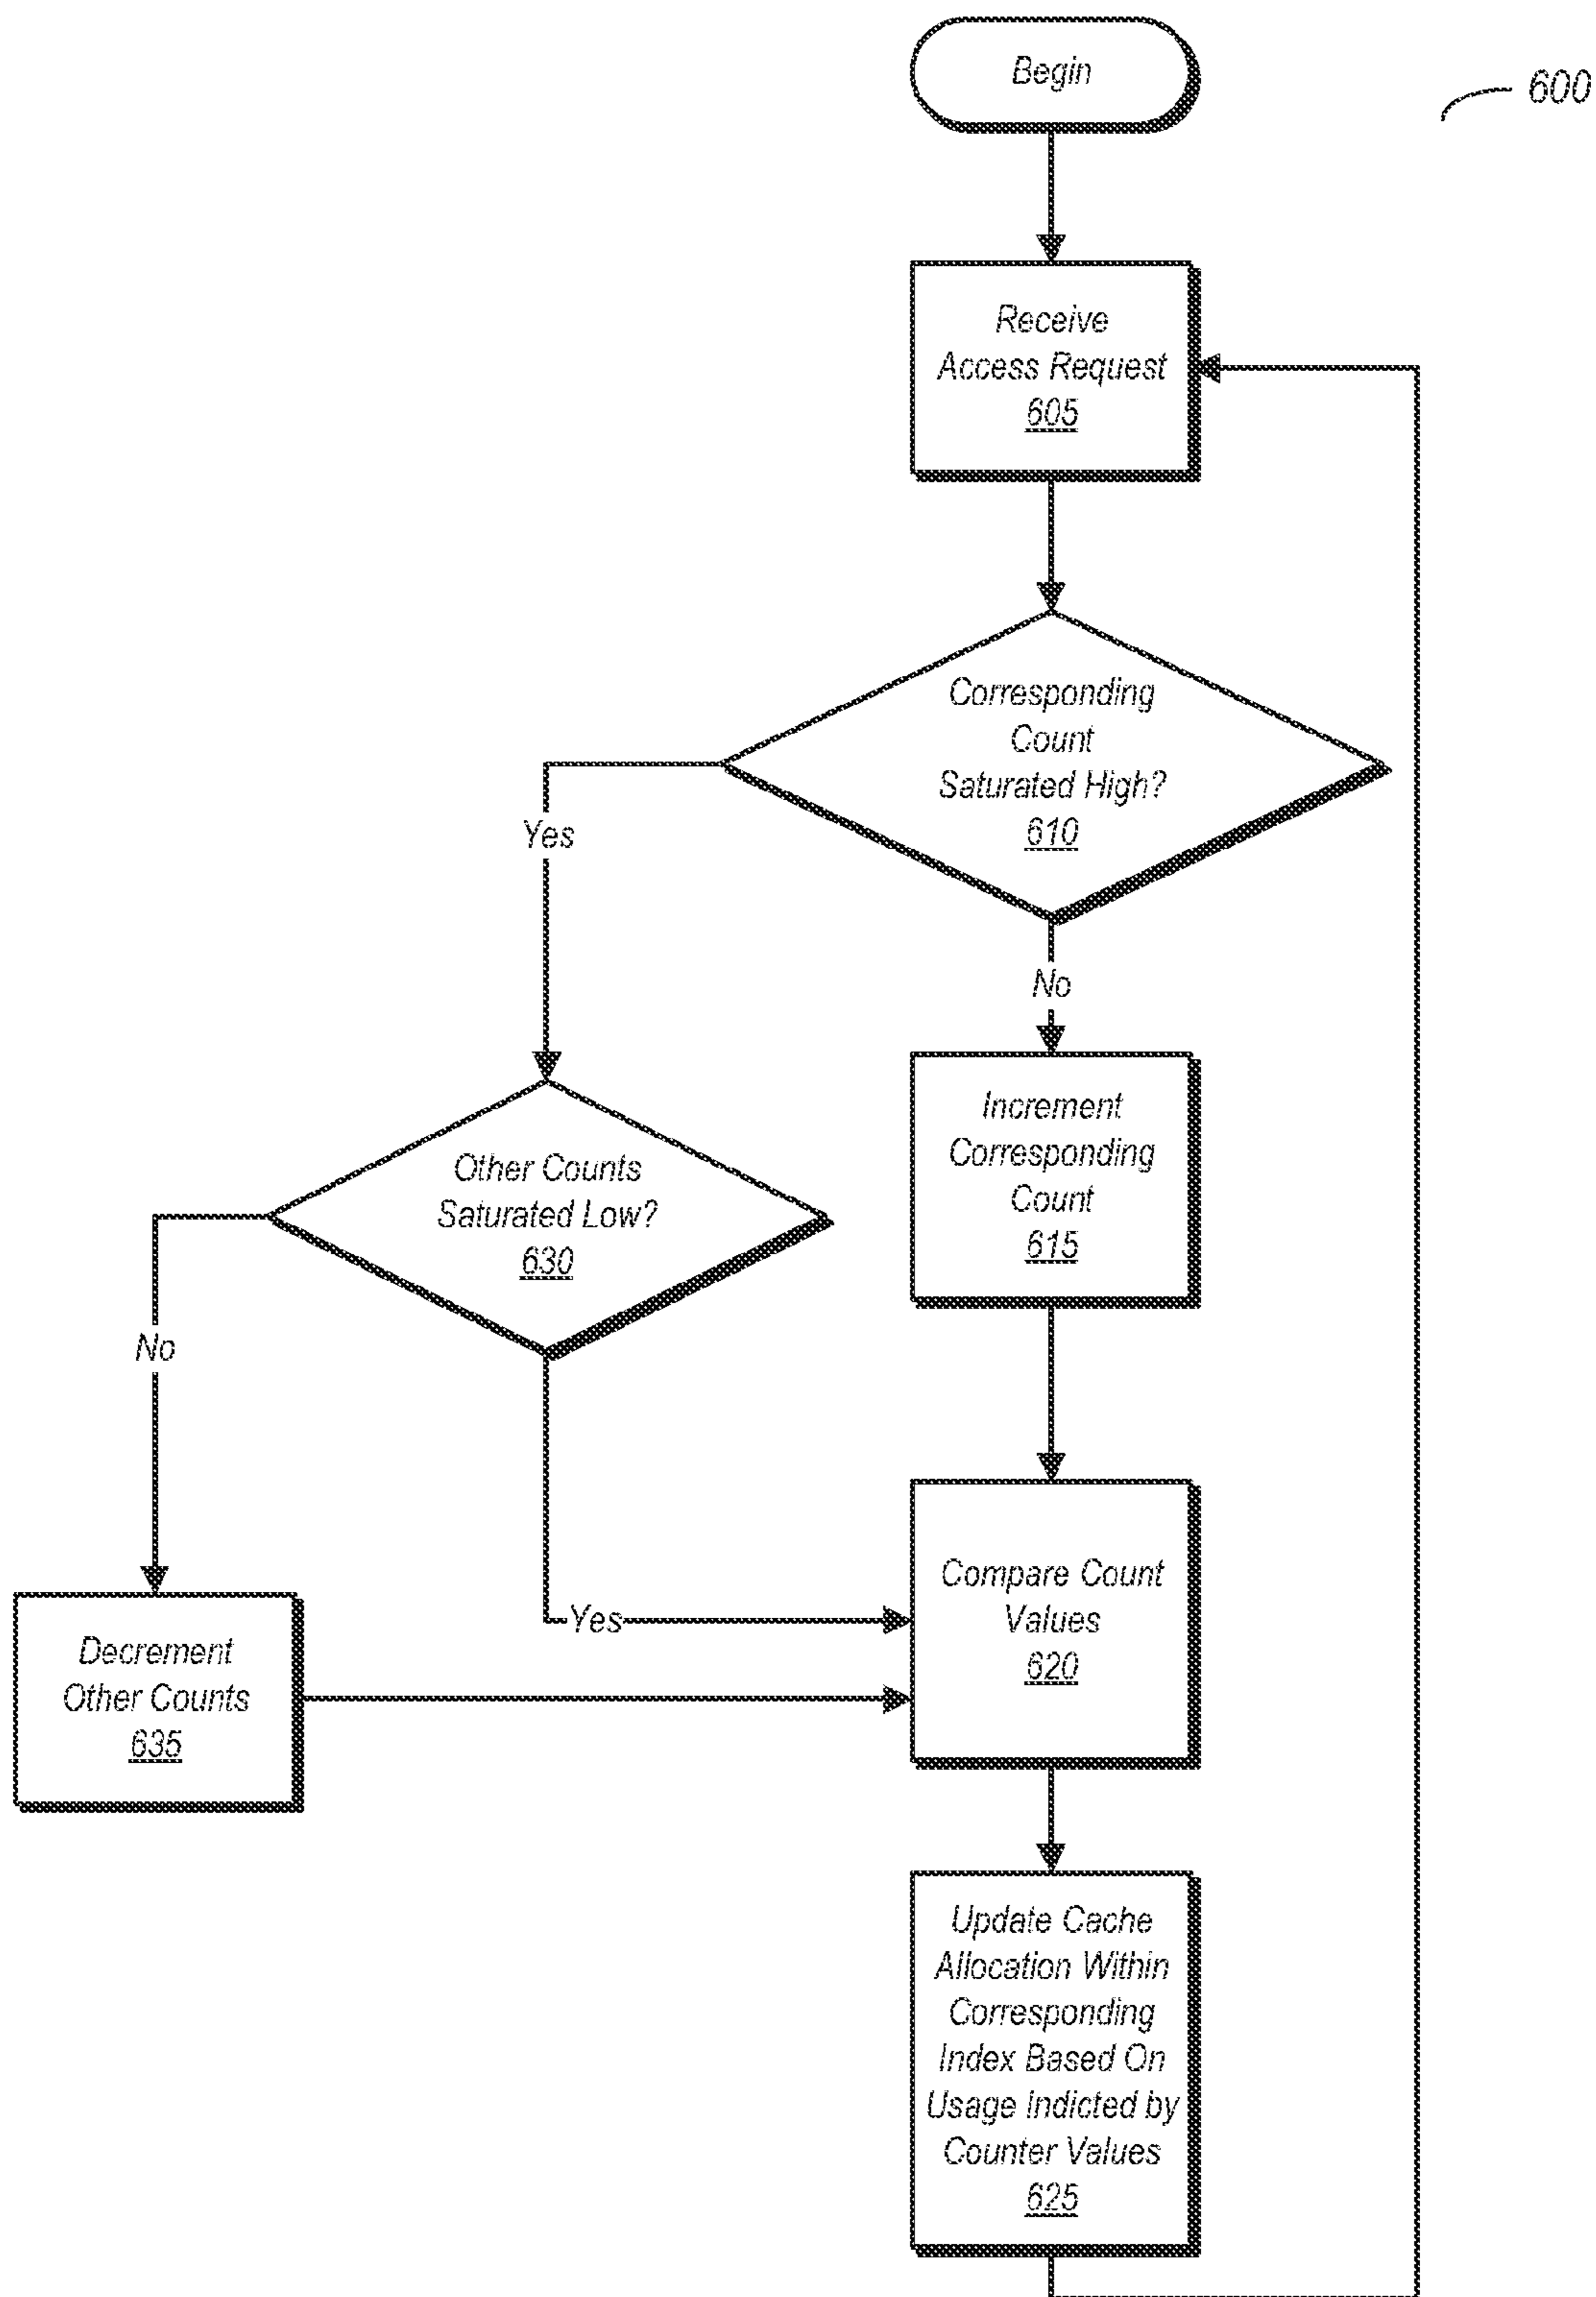 Begin
600
Receive
Access Request
605
Corresponding
Count
Saturated High?
610
Yes
No
Increment
Corresponding
Count
615
Other Counts
Saturated Low?
630
No
Yes
Compare Count
Values
620
Decrement
Other Counts
635
Update Cache
Allocation Within
Corresponding
Index Based On
Usage Indicted by
Counter Values
625